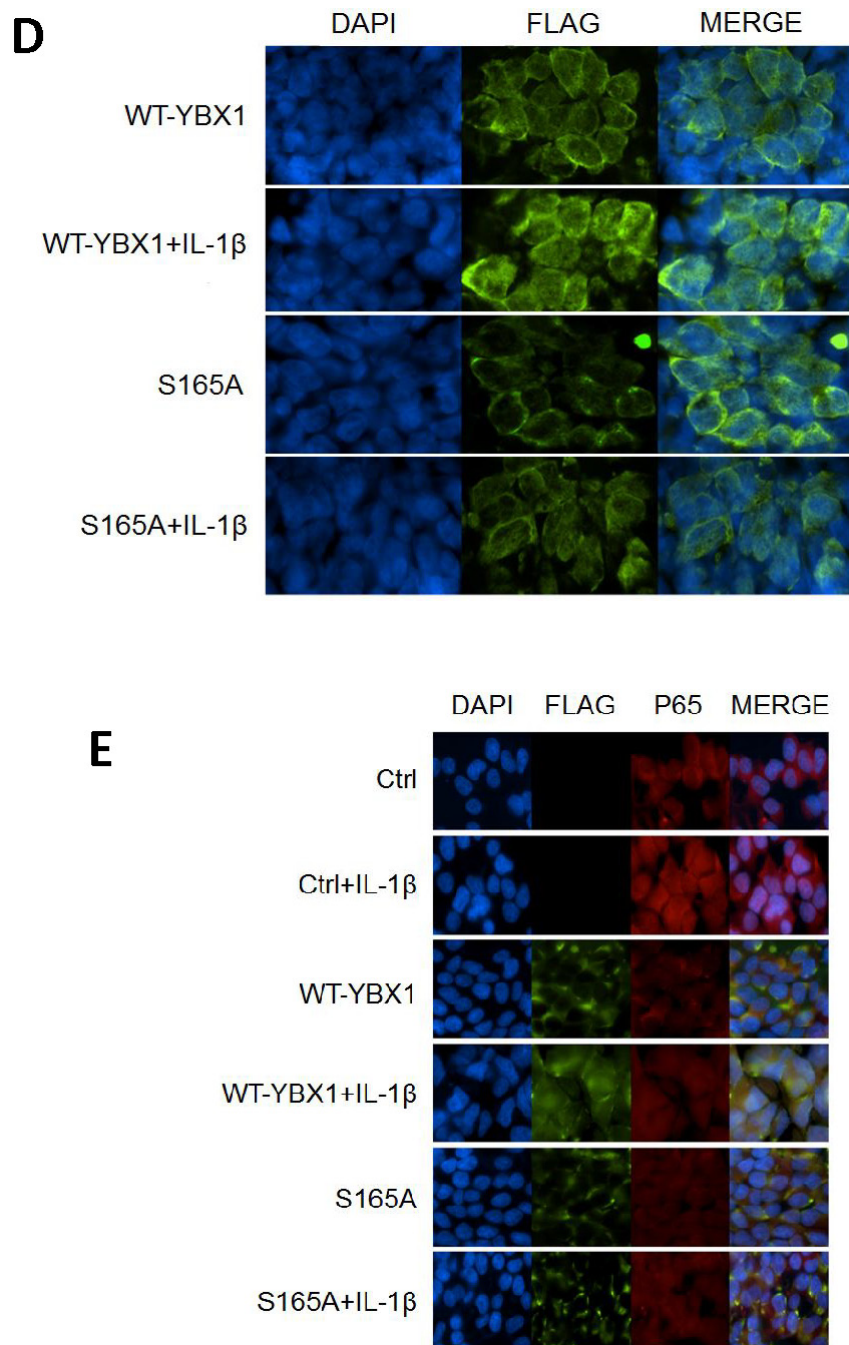 D
DAPI FLAG MERGE
WT-YBX1
WT-YBX1+IL-1β
S165A
S165A+IL-1β
E
DAPI FLAG P65 MERGE
Ctrl
Ctrl+IL-1β
WT-YBX1
WT-YBX1+IL-1β
S165A
S165A+IL-1β